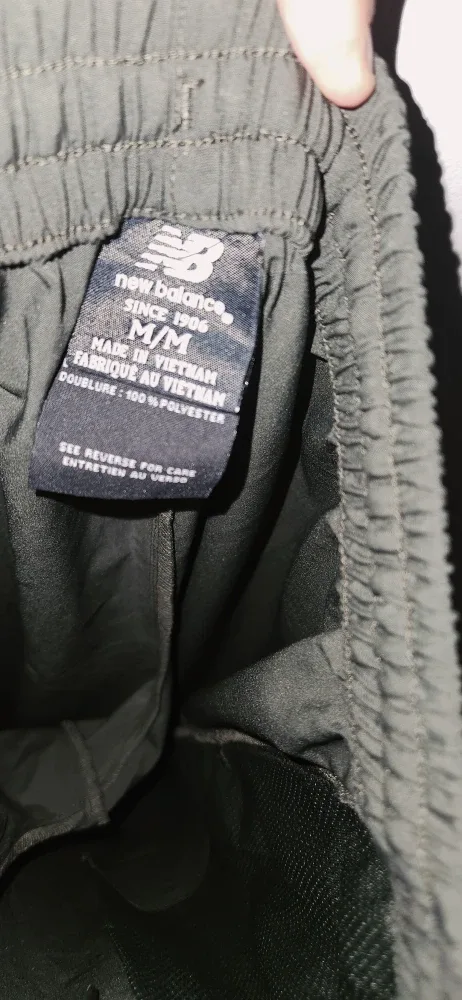 NB
new balance®
SINCE 1906
M/M
MADE IN VIETNAM
FABRIQUÉ AU VIETNAM
DOUBLURE : 100 % POLYESTER
SEE REVERSE FOR CARE
ENTRETIEN AU VERSO